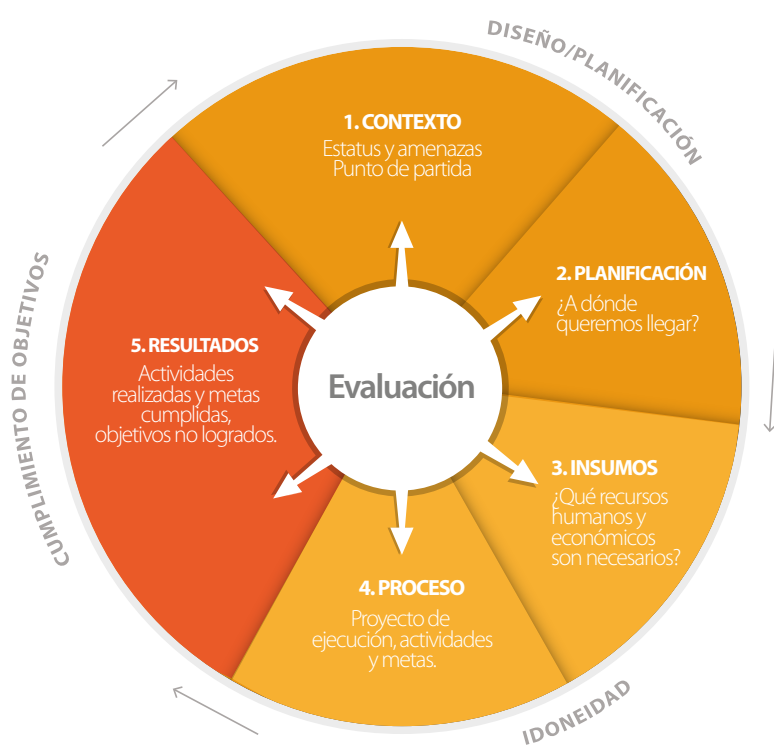 DISEÑO/PLANIFICACIÓN
1. CONTEXTO
Estatus y amenazas
Punto de partida
2. PLANIFICACIÓN
¿A dónde
queremos llegar?
3. INSUMOS
¿Qué recursos
humanos y
económicos
son necesarios?
IDONEIDAD
4. PROCESO
Proyecto de
ejecución, actividades
y metas.
5. RESULTADOS
Actividades
realizadas y metas
cumplidas,
objetivos no logrados.
CUMPLIMIENTO DE OBJETIVOS
Evaluación